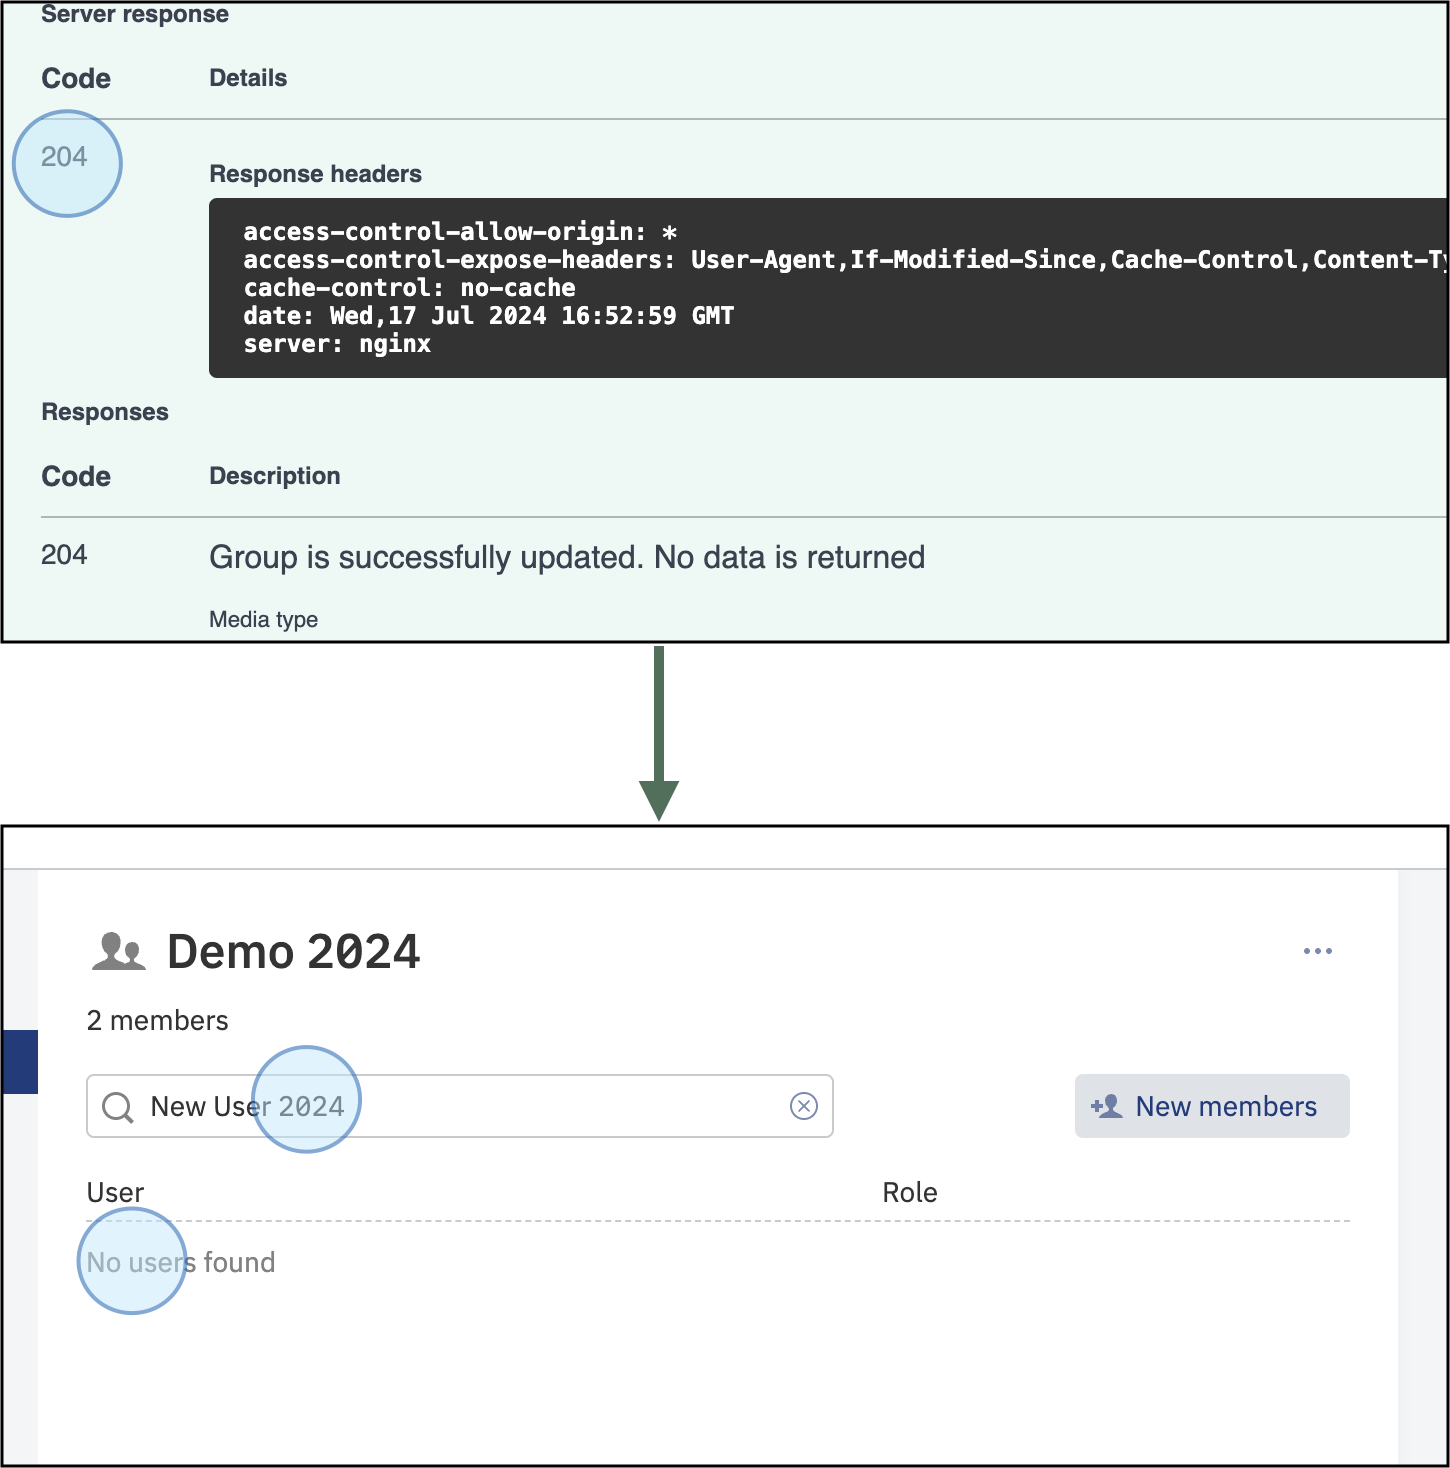 Server response
Code Details
204
Response headers
access-control-allow-origin: *
access-control-expose-headers: User-Agent,If-Modified-Since,Cache-Control,Content-Ty
cache-control: no-cache
date: Wed,17 Jul 2024 16:52:59 GMT
server: nginx
Responses
Code Description
204 Group is successfully updated. No data is returned
Media type
Demo 2024
2 members
New User 2024 New members
User Role
No users found